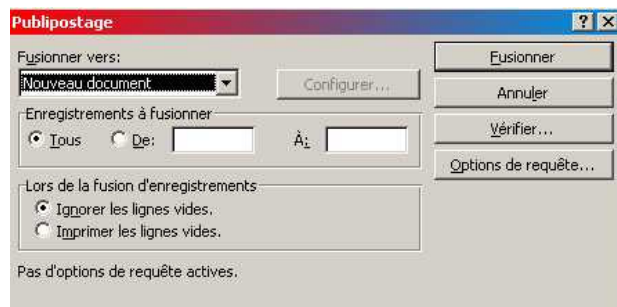 Publipostage
Fusionner vers:
Nouveau document
Configurer...
Enregistrements à fusionner
Tous De: À:
Lors de la fusion d'enregistrements
Ignorer les lignes vides.
Imprimer les lignes vides.
Pas d'options de requête actives.
Fusionner
Annuler
Vérifier...
Options de requête...